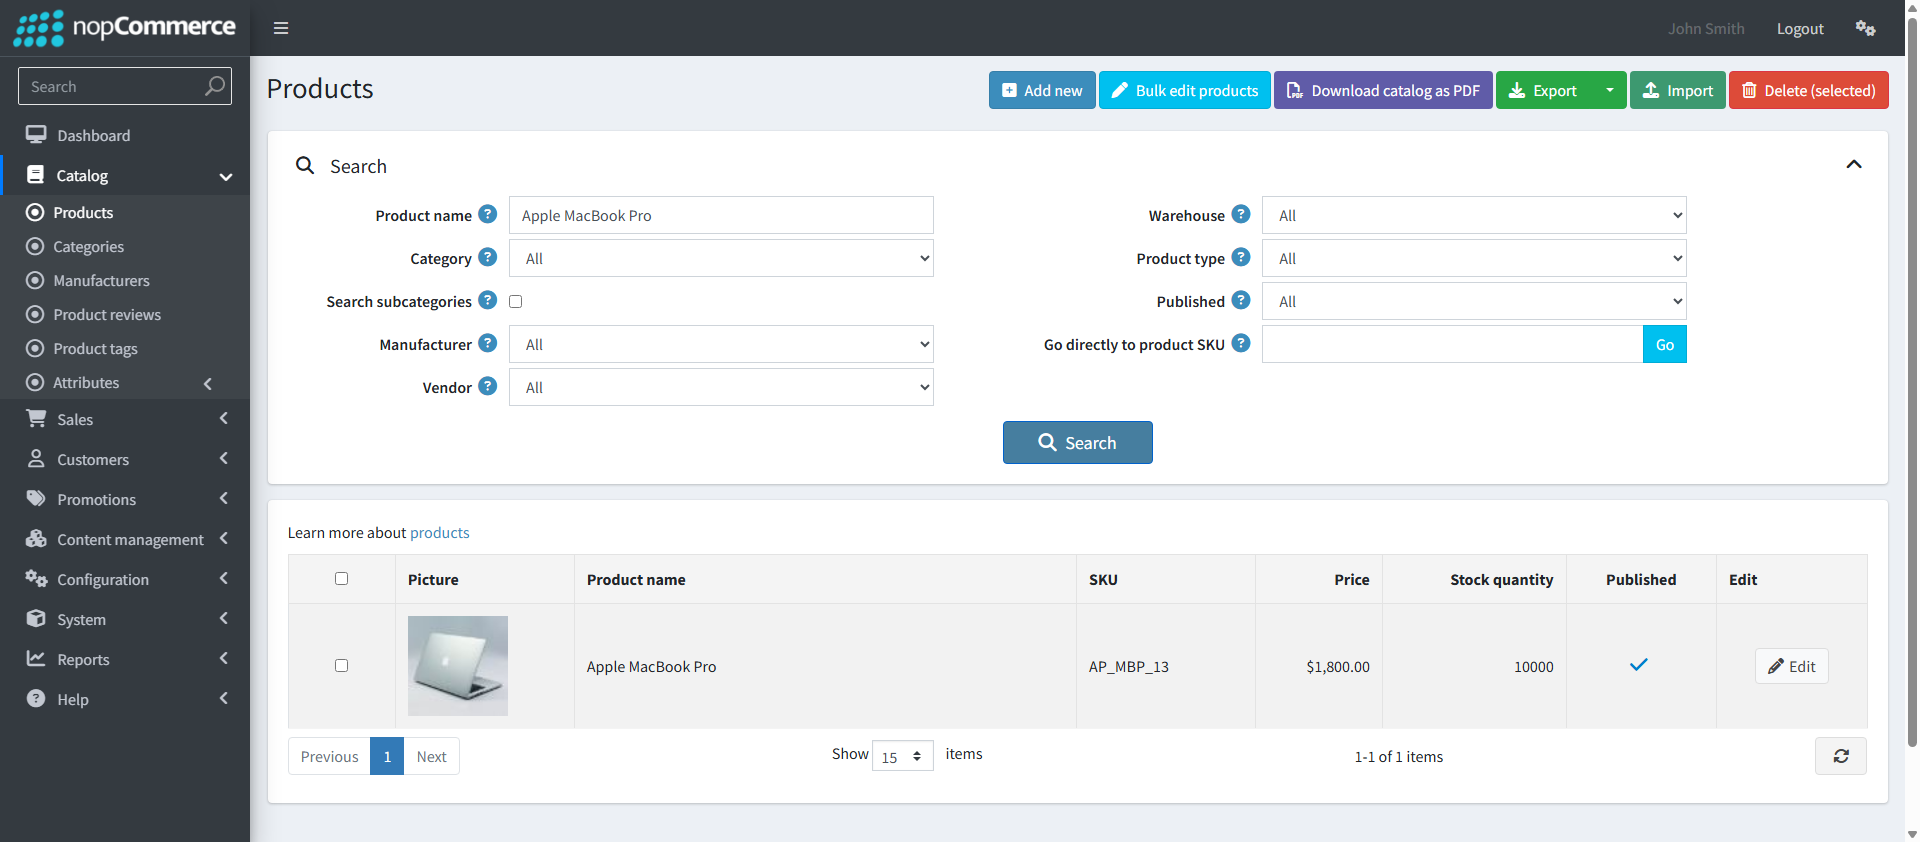 nopCommerce
John Smith
Logout
Search
Dashboard
Catalog
Products
Categories
Manufacturers
Product reviews
Product tags
Attributes
Sales
Customers
Promotions
Content management
Configuration
System
Reports
Help
Products
Add new
Bulk edit products
PDF Download catalog as PDF
Export
Import
Delete (selected)
Search
Product name ? Apple MacBook Pro
Category ? All
Search subcategories ?
Manufacturer ? All
Vendor ? All
Warehouse ? All
Product type ? All
Published ? All
Go directly to product SKU ? Go
Search
Learn more about products
Picture Product name SKU Price Stock quantity Published Edit
Apple MacBook Pro AP_MBP_13 $1,800.00 10000 Edit
Previous 1 Next
Show 15 items
1-1 of 1 items